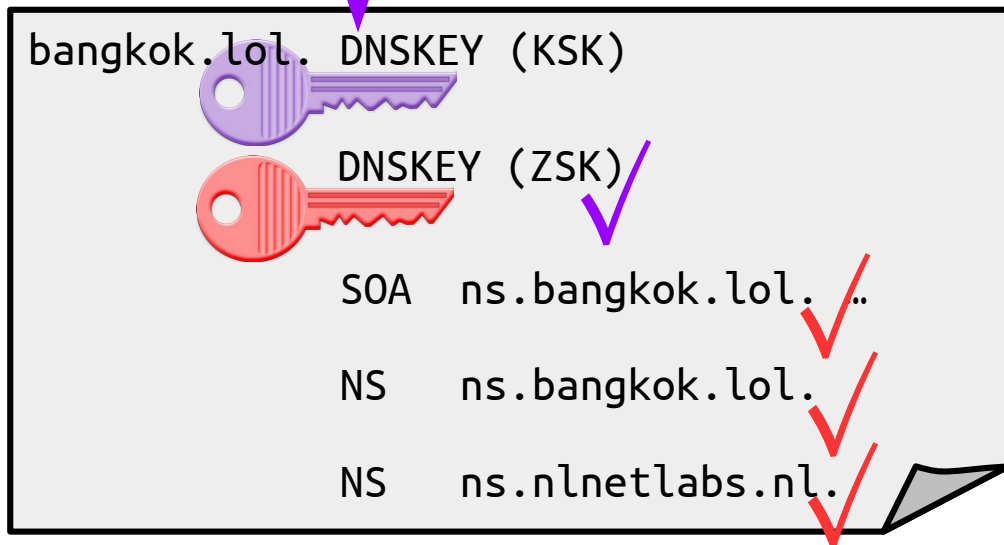 bangkok.lol. DNSKEY (KSK)
DNSKEY (ZSK)
SOA ns.bangkok.lol. …
NS ns.bangkok.lol.
NS ns.nlnetlabs.nl.